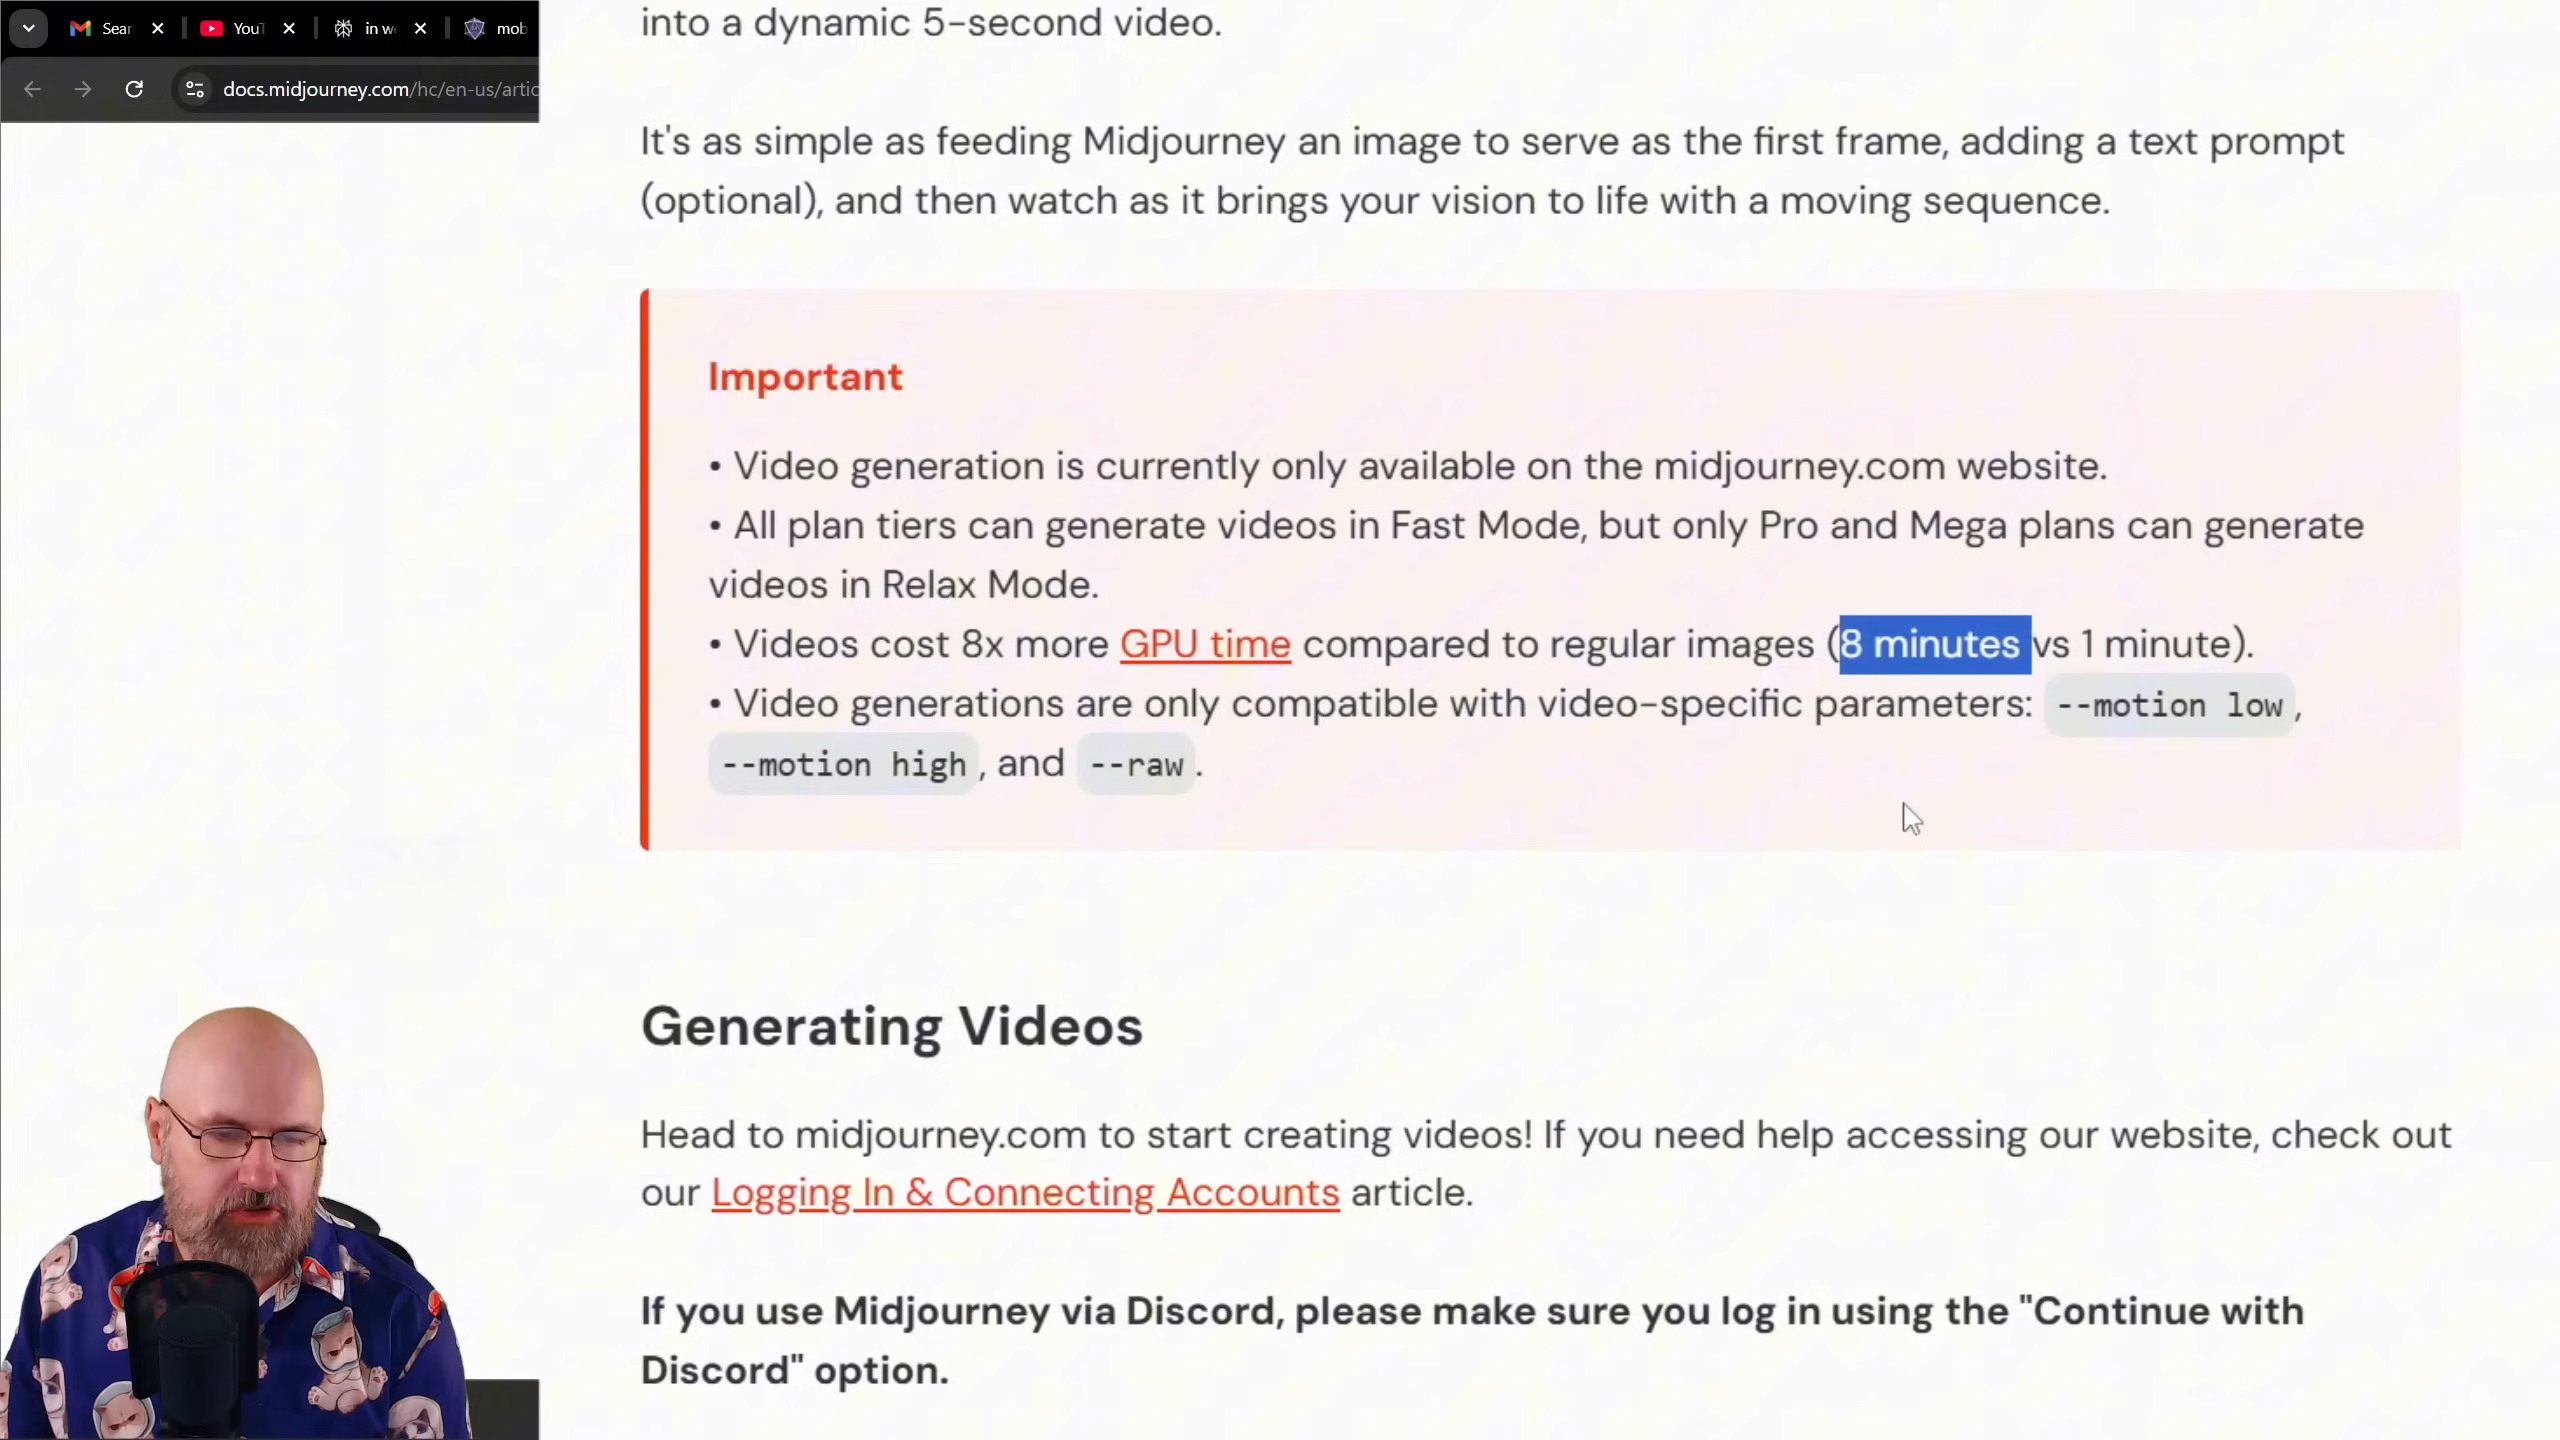 Sear
YouT
in w
mob
docs.midjourney.com/hc/en-us/artic
into a dynamic 5-second video.
It's as simple as feeding Midjourney an image to serve as the first frame, adding a text prompt
(optional), and then watch as it brings your vision to life with a moving sequence.
Important
• Video generation is currently only available on the midjourney.com website.
• All plan tiers can generate videos in Fast Mode, but only Pro and Mega plans can generate
videos in Relax Mode.
• Videos cost 8x more GPU time compared to regular images (8 minutes vs 1 minute).
• Video generations are only compatible with video-specific parameters: --motion low,
--motion high, and --raw.
Generating Videos
Head to midjourney.com to start creating videos! If you need help accessing our website, check out
our Logging In & Connecting Accounts article.
If you use Midjourney via Discord, please make sure you log in using the "Continue with
Discord" option.